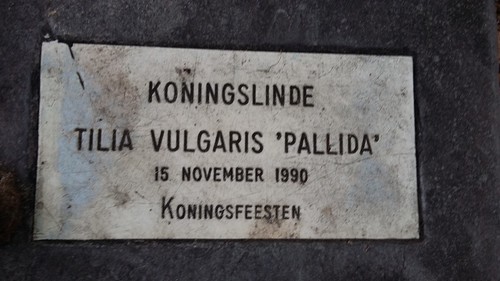 KONINGSLINDE
TILIA VULGARIS 'PALLIDA'
15 NOVEMBER 1990
KONINGSFEESTEN